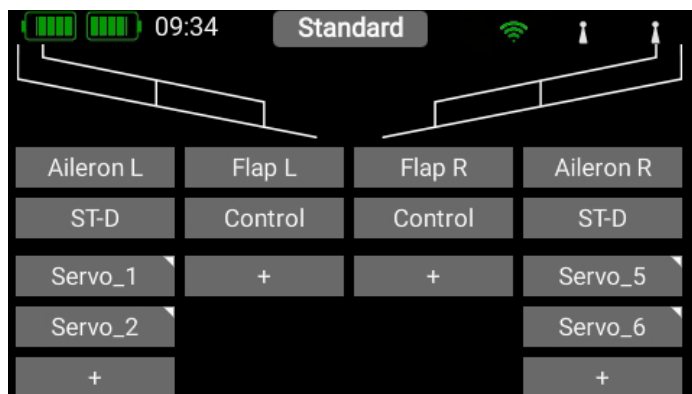 09:34 Standard
Aileron L Flap L Flap R Aileron R
ST-D Control Control ST-D
Servo_1 + + Servo_5
Servo_2 Servo_6
+ +